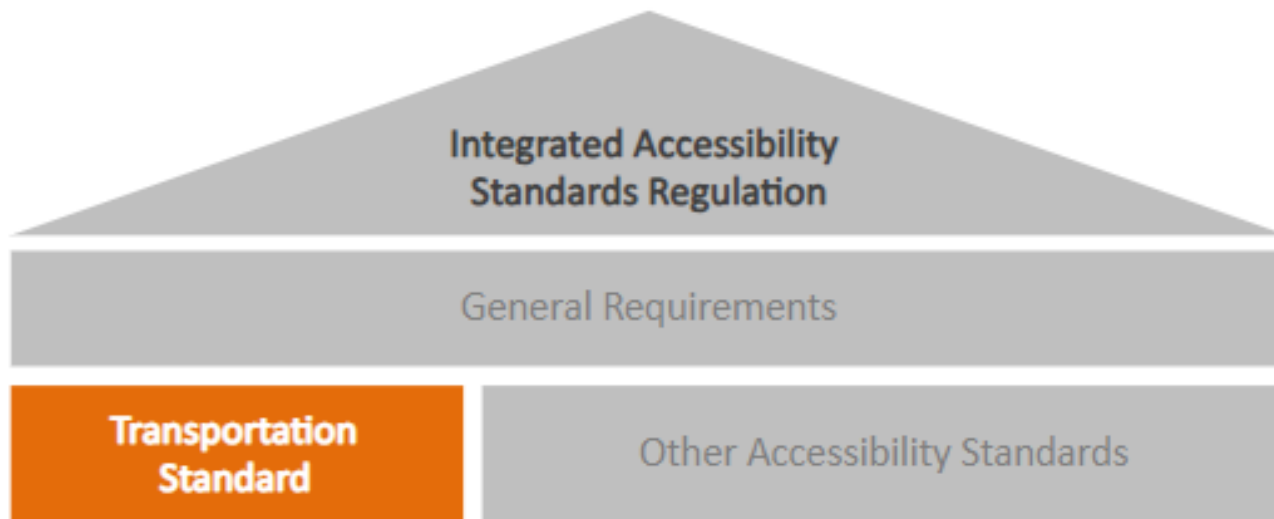 Integrated Accessibility
Standards Regulation
General Requirements
Transportation
Standard
Other Accessibility Standards